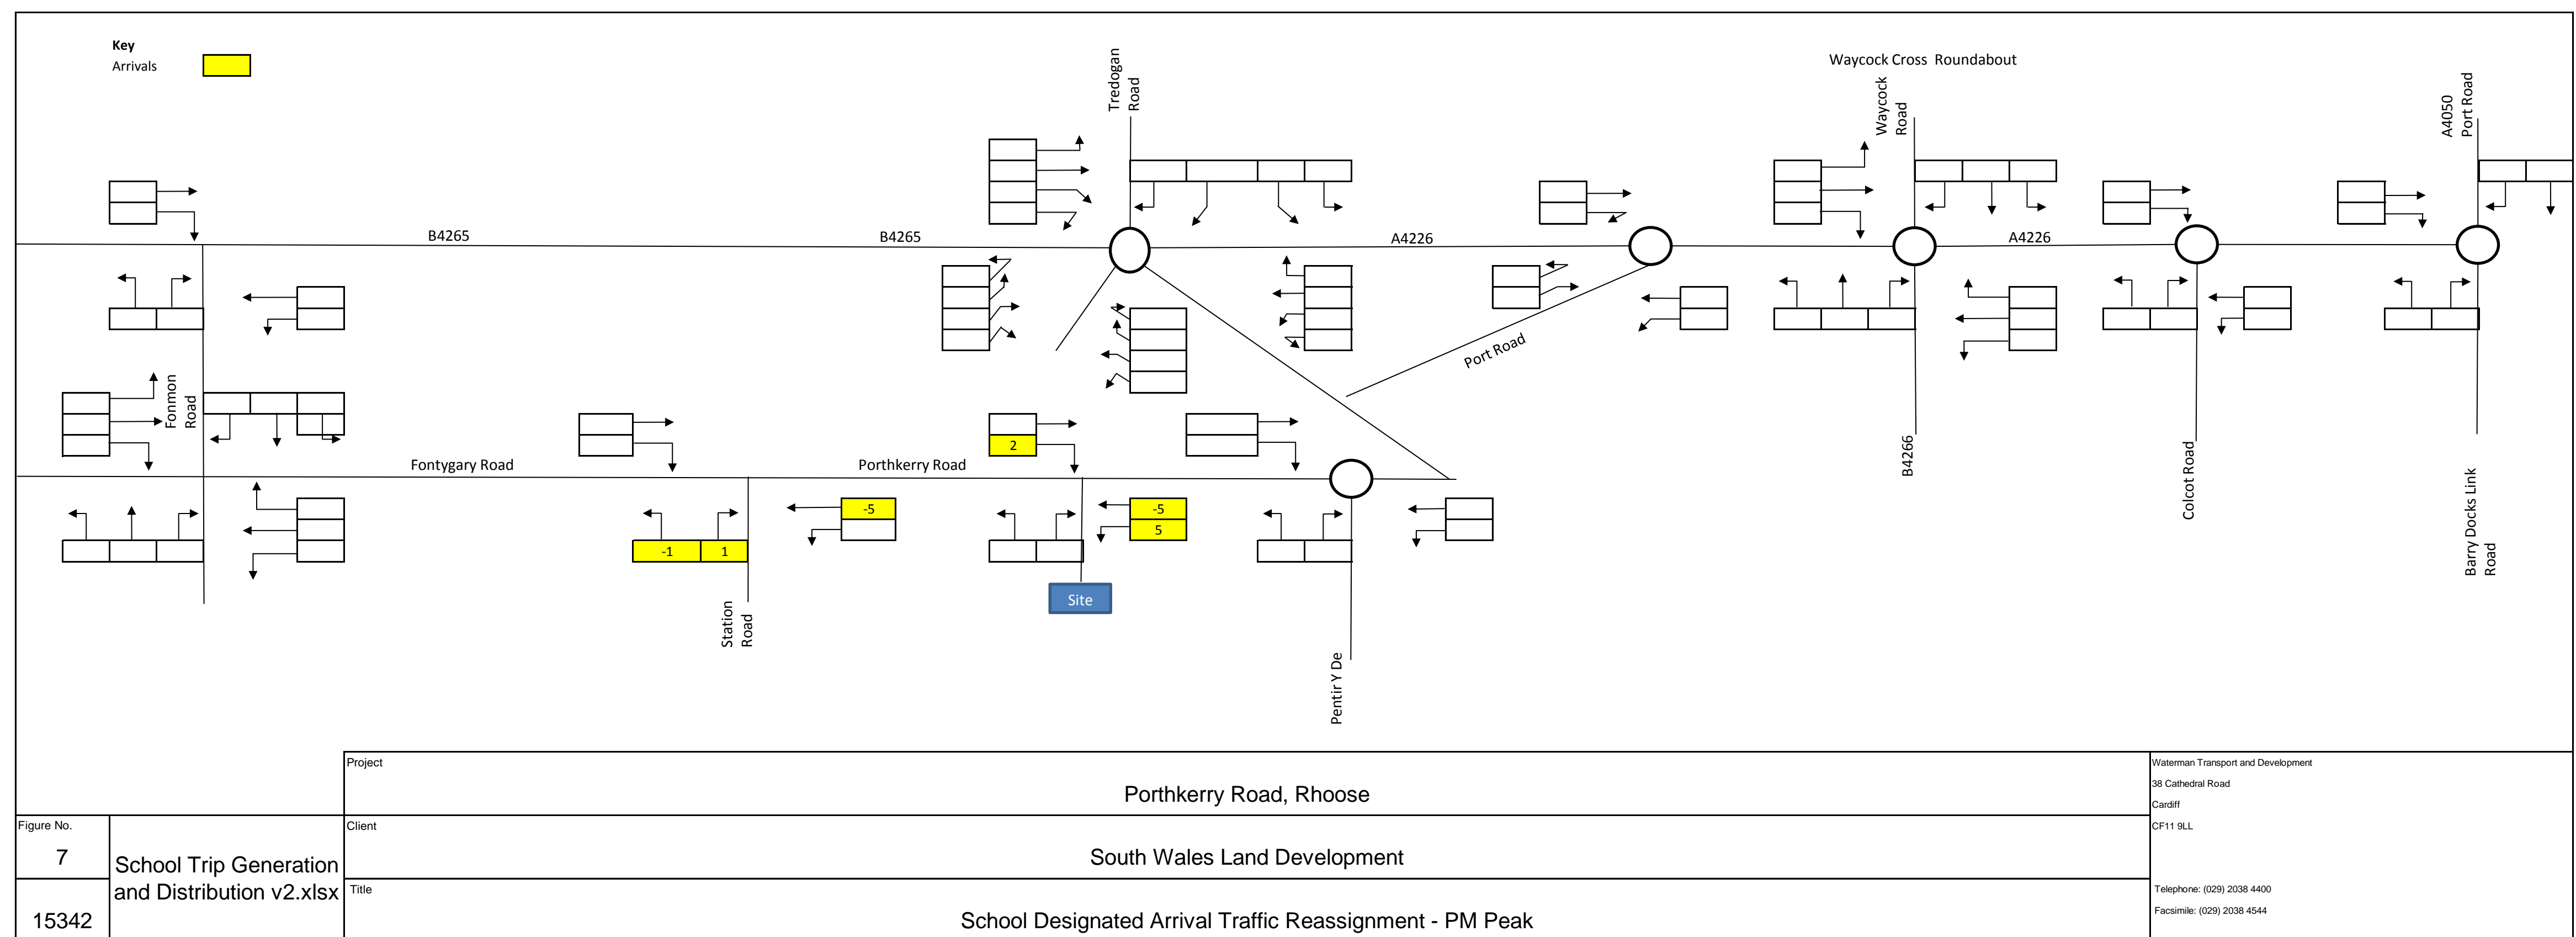 Key
Arrivals
Tredogan
Road
Waycock Cross  Roundabout
Waycock
Road
A4050
Port Road
B4265
B4265
A4226
A4226
Port Road
Fonmon
Road
2
Fontygary Road
Porthkerry Road
B4266
Colcot Road
Barry Docks Link
Road
-5
-5
5
-1
1
Site
Station
Road
Pentir Y De
Project
Porthkerry Road, Rhoose
Waterman Transport and Development
38 Cathedral Road
Cardiff
CF11 9LL
Figure No.
7
School Trip Generation
and Distribution v2.xlsx
Client
South Wales Land Development
15342
Title
School Designated Arrival Traffic Reassignment - PM Peak
Telephone: (029) 2038 4400
Facsimile: (029) 2038 4544